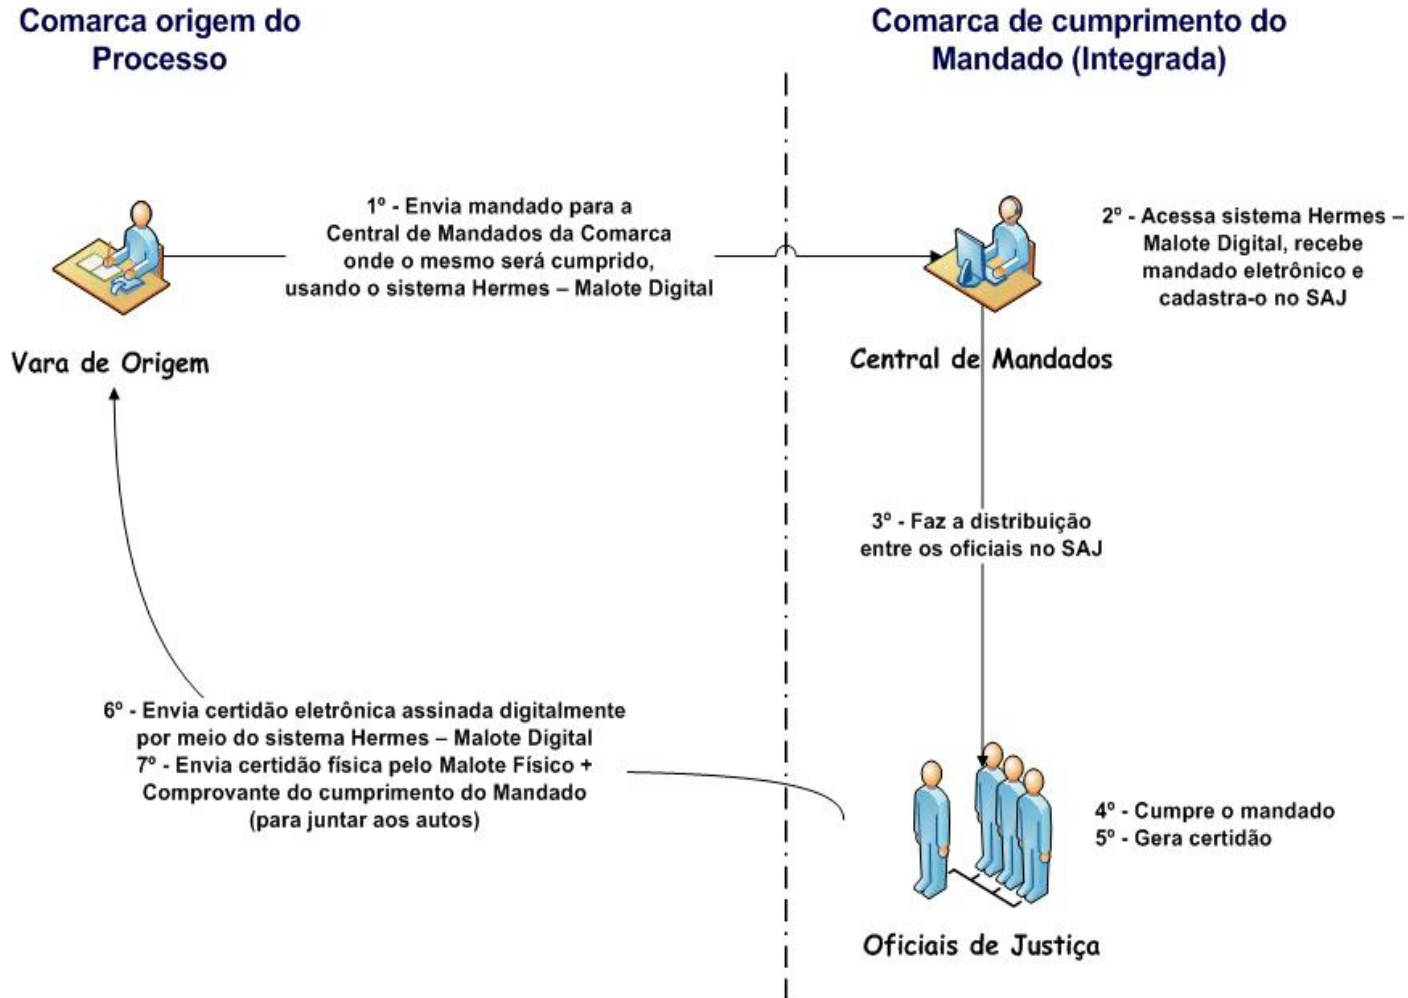 Comarca origem do
Processo
Comarca de cumprimento do
Mandado (Integrada)
1º - Envia mandado para a
Central de Mandados da Comarca
onde o mesmo será cumprido,
usando o sistema Hermes – Malote Digital
2º - Acessa sistema Hermes –
Malote Digital, recebe
mandado eletrônico e
cadastra-o no SAJ
Vara de Origem
Central de Mandados
3º - Faz a distribuição
entre os oficiais no SAJ
6º - Envia certidão eletrônica assinada digitalmente
por meio do sistema Hermes – Malote Digital
7º - Envia certidão física pelo Malote Físico +
Comprovante do cumprimento do Mandado
(para juntar aos autos)
4º - Cumpre o mandado
5º - Gera certidão
Oficiais de Justiça